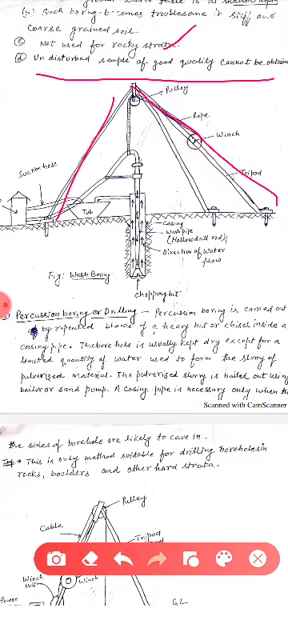 (b) Such boring becomes troublesome in stiff and
coarse grained soil.
(c) Not used for rocky strata.
(d) Un disturbed sample of good quality cannot be obtained
Pulley
Rope
Winch
Tripod
Suction hose
Tub
Casing
Wash pipe
(Hollow drill rod)
Direction of water
flow
Fig: Wash Boring
chopping bit
Percussion boring or Drilling - Percussion boring is carried out
by repeated blows of a heavy bit or chisel inside a
casing pipe. The bore hole is usually kept dry except for a
limited quantity of water used to form the slurry of
pulverized material. The pulverised slurry is bailed out using
bailer or sand pump. A casing pipe is necessary only when the
Scanned with CamScanner
the sides of borehole are likely to cave in.
* This is only method suitable for drilling boreholes in
rocks, boulders and other hard strata.
Pulley
Cable
Tripod
Winch
Winch
GL